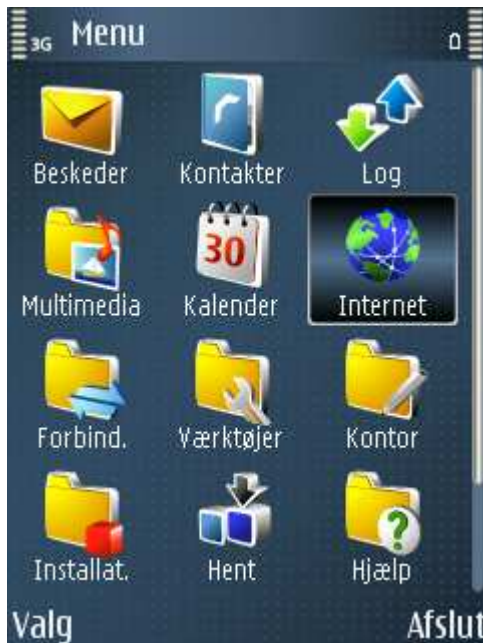 3G Menu
Beskeder Kontakter Log
30
Multimedia Kalender Internet
Forbind. Værktøjer Kontor
?
Installat. Hent Hjælp
Valg Afslut